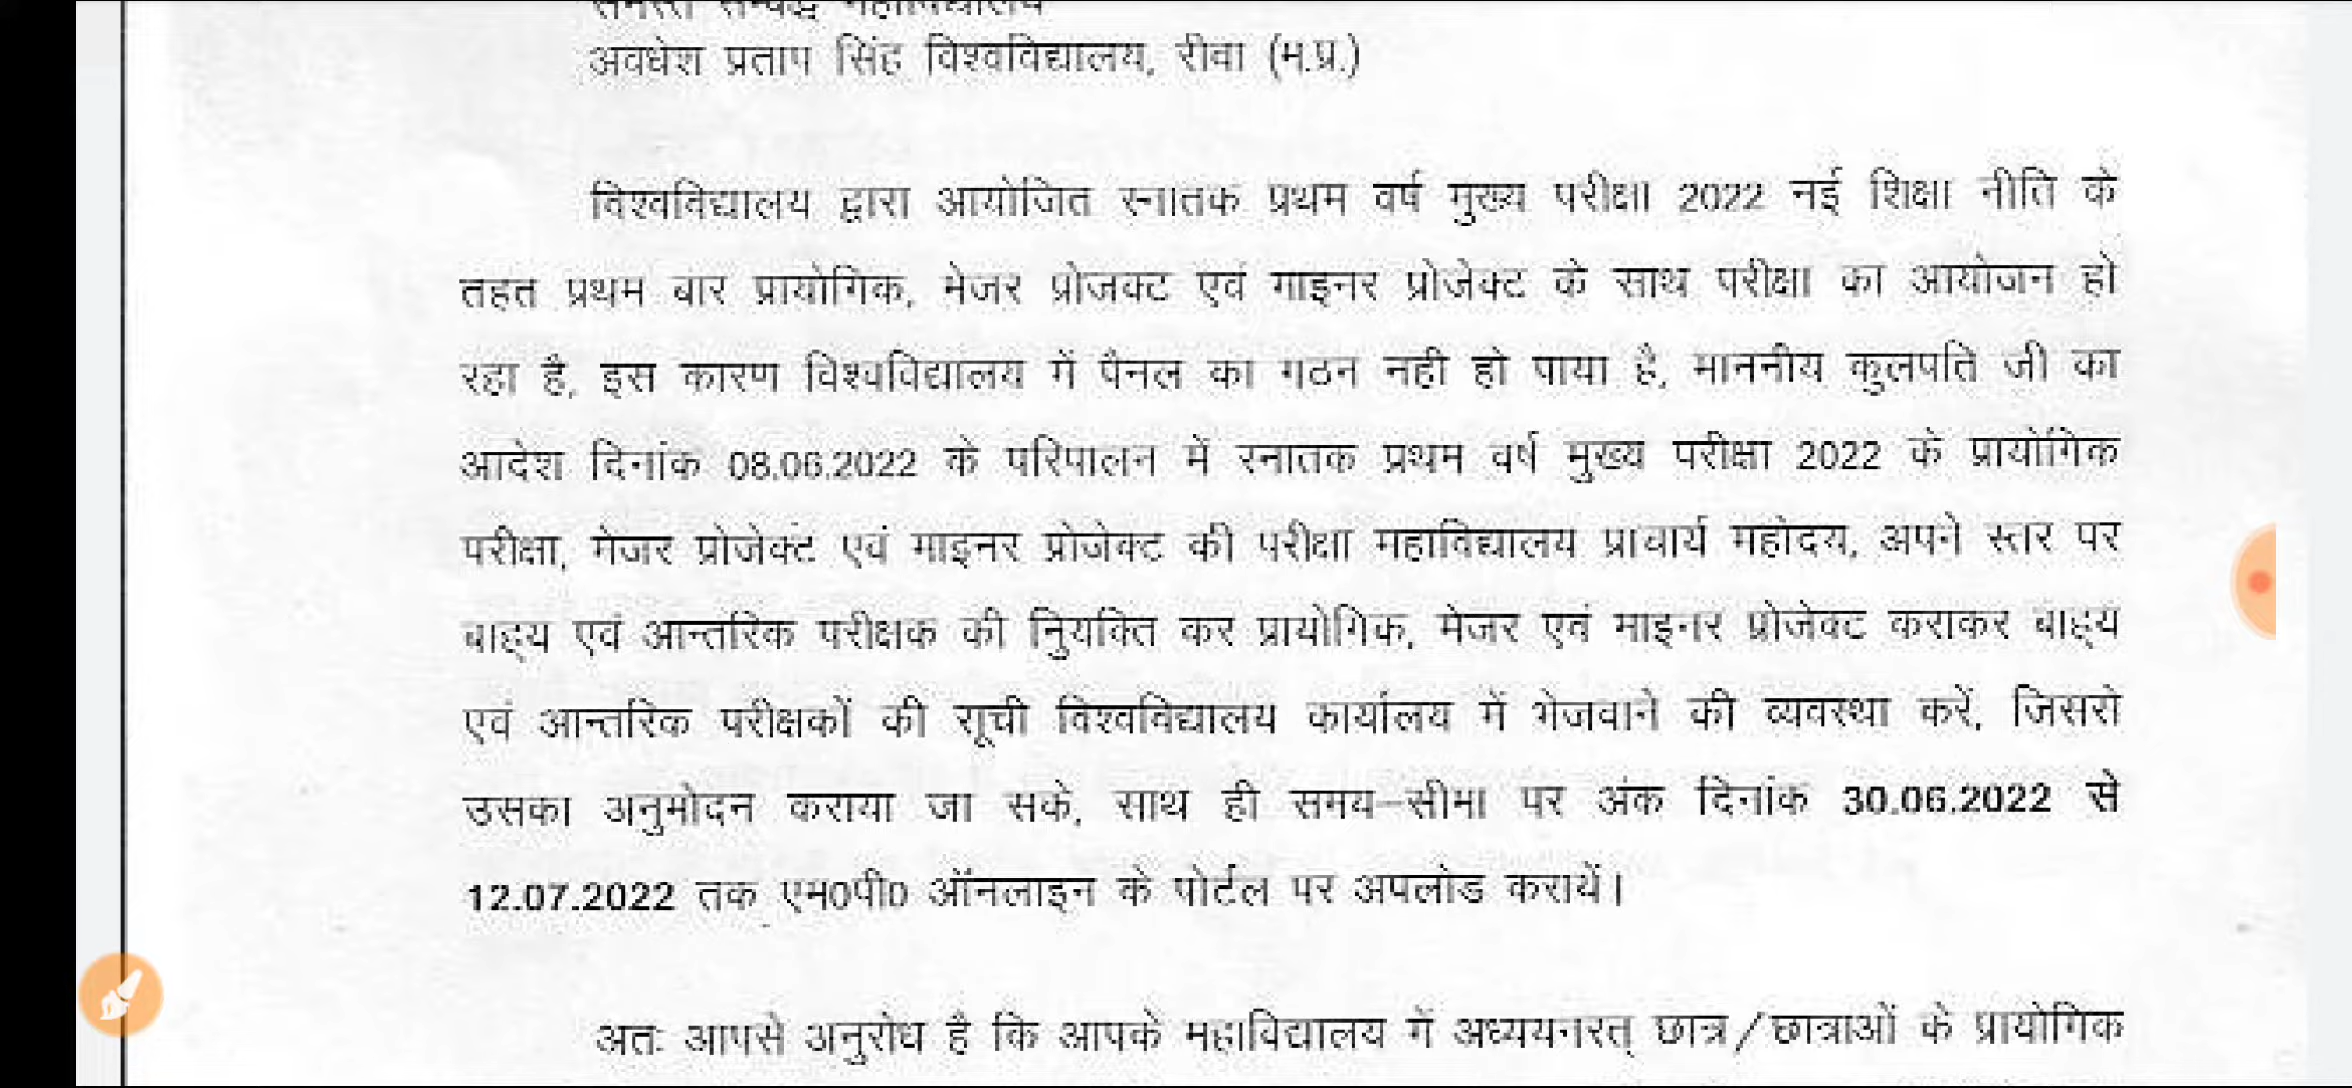 समस्त सम्बद्ध महाविद्यालय
अवधेश प्रताप सिंह विश्वविद्यालय, रीवा (म.प्र.)
विश्वविद्यालय द्वारा आयोजित स्नातक प्रथम वर्ष मुख्य परीक्षा 2022 नई शिक्षा नीति के
तहत प्रथम बार प्रायोगिक, मेजर प्रोजक्ट एवं माइनर प्रोजेक्ट के साथ परीक्षा का आयोजन हो
रहा है, इस कारण विश्वविद्यालय में पैनल का गठन नही हो पाया है, माननीय कुलपति जी का
आदेश दिनांक 08.06.2022 के परिपालन में स्नातक प्रथम वर्ष मुख्य परीक्षा 2022 के प्रायोगिक
परीक्षा, मेजर प्रोजेक्ट एवं माइनर प्रोजेक्ट की परीक्षा महाविद्यालय प्राचार्य महोदय, अपने स्तर पर
बाह्य एवं आन्तरिक परीक्षक की नियुक्ति कर प्रायोगिक, मेजर एवं माइनर प्रोजेक्ट कराकर बाह्य
एवं आन्तरिक परीक्षकों की सूची विश्वविद्यालय कार्यालय में भेजवाने की व्यवस्था करें, जिससे
उसका अनुमोदन कराया जा सके, साथ ही समय–सीमा पर अंक दिनांक 30.06.2022 से
12.07.2022 तक एम0पी0 ऑनलाइन के पोर्टल पर अपलोड करायें।
अतः आपसे अनुरोध है कि आपके महाविद्यालय में अध्ययनरत् छात्र/छात्राओं के प्रायोगिक